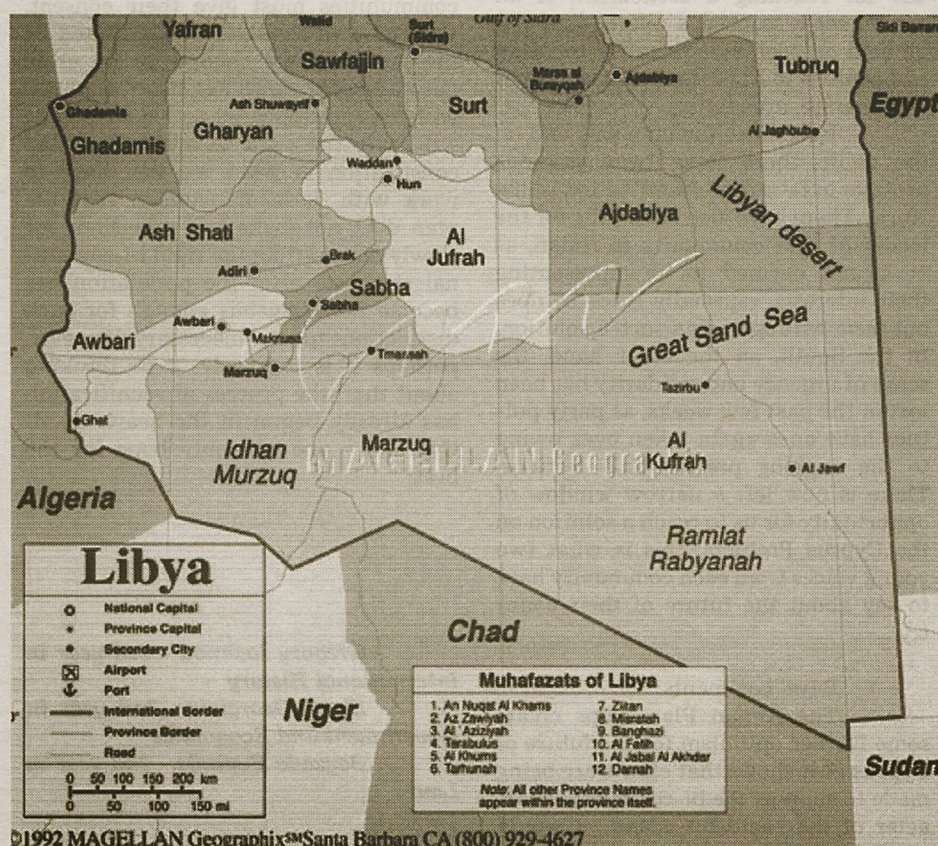 Yafran
Surt
(Sidra)
Gulf of Sidra
Sidi Barran
Sawfajjin
Marsa al
Burayqah
Ajdabiya
Tubruq
Ghadamis
Ash Shuwayrif
Surt
Egypt
Ghadamis
Gharyan
Al Jaghbub
Waddan
Hun
Libyan desert
Ash Shati
Al
Jufrah
Ajdabiya
Adiri
Brak
Sabha
Sabha
Awbari
Awbari
Maknusa
Great Sand Sea
Marzuq
Tmassah
Tazirbu
Ghat
Idhan
Murzuq
Marzuq
MAGELLAN Geographix
Al
Kufrah
Al Jawf
Algeria
Ramlat
Rabyanah
Libya
National Capital
Province Capital
Secondary City
Airport
Port
International Border
Province Border
Road
0 50 100 150 200 km
0 50 100 150 mi
Chad
Niger
Muhafazats of Libya
1. An Nuqat Al Khams
2. Az Zawiyah
3. Al 'Aziziyah
4. Tarabulus
5. Al Khums
6. Tarhunah
7. Zlitan
8. Misratah
9. Banghazi
10. Al Fatih
11. Al Jabal Al Akhdar
12. Darnah
Note: All other Province Names
appear within the province itself.
Sudan
©1992 MAGELLAN Geographix℠Santa Barbara CA (800) 929-4627